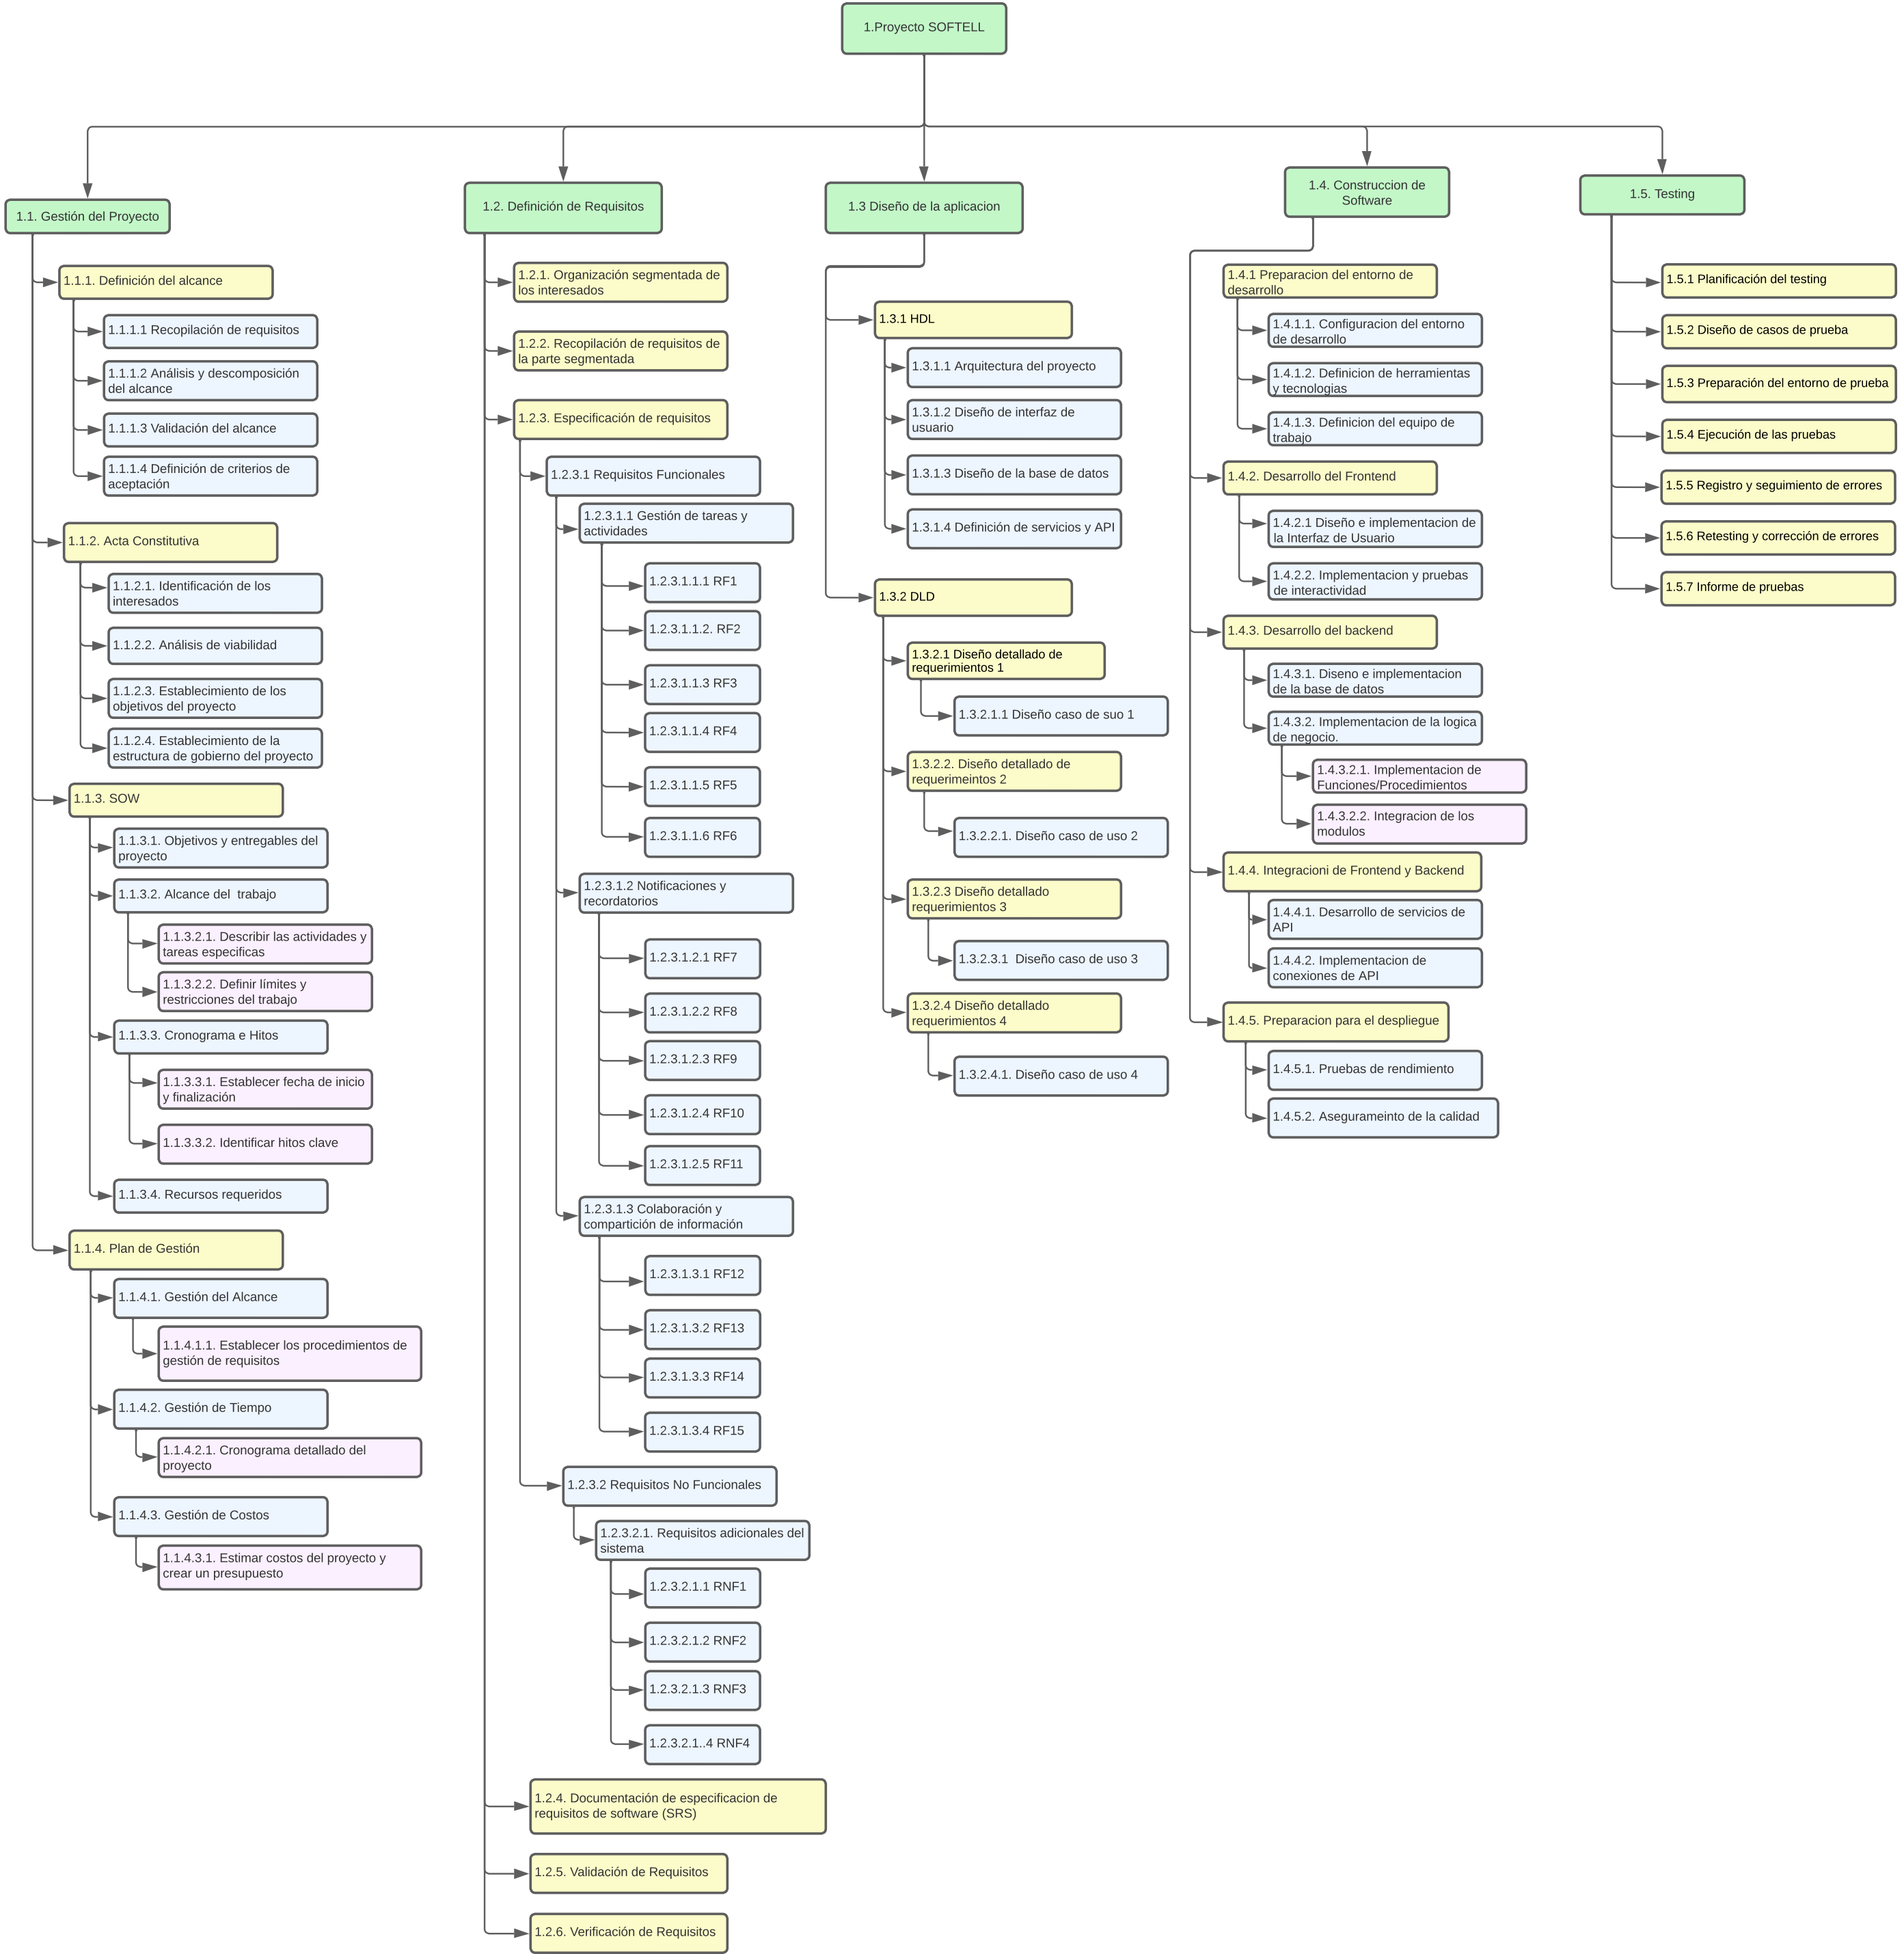 1.Proyecto SOFTELL
1.1. Gestión del Proyecto
1.1.1. Definición del alcance
1.1.1.1 Recopilación de requisitos
1.1.1.2 Análisis y descomposición
del alcance
1.1.1.3 Validación del alcance
1.1.1.4 Definición de criterios de
aceptación
1.1.2. Acta Constitutiva
1.1.2.1. Identificación de los
interesados
1.1.2.2. Análisis de viabilidad
1.1.2.3. Establecimiento de los
objetivos del proyecto
1.1.2.4. Establecimiento de la
estructura de gobierno del proyecto
1.1.3. SOW
1.1.3.1. Objetivos y entregables del
proyecto
1.1.3.2. Alcance del  trabajo
1.1.3.2.1. Describir las actividades y
tareas especificas
1.1.3.2.2. Definir límites y
restricciones del trabajo
1.1.3.3. Cronograma e Hitos
1.1.3.3.1. Establecer fecha de inicio
y finalización
1.1.3.3.2. Identificar hitos clave
1.1.3.4. Recursos requeridos
1.1.4. Plan de Gestión
1.1.4.1. Gestión del Alcance
1.1.4.1.1. Establecer los procedimientos de
gestión de requisitos
1.1.4.2. Gestión de Tiempo
1.1.4.2.1. Cronograma detallado del
proyecto
1.1.4.3. Gestión de Costos
1.1.4.3.1. Estimar costos del proyecto y
crear un presupuesto
1.2. Definición de Requisitos
1.2.1. Organización segmentada de
los interesados
1.2.2. Recopilación de requisitos de
la parte segmentada
1.2.3. Especificación de requisitos
1.2.3.1 Requisitos Funcionales
1.2.3.1.1 Gestión de tareas y
actividades
1.2.3.1.1.1 RF1
1.2.3.1.1.2. RF2
1.2.3.1.1.3 RF3
1.2.3.1.1.4 RF4
1.2.3.1.1.5 RF5
1.2.3.1.1.6 RF6
1.2.3.1.2 Notificaciones y
recordatorios
1.2.3.1.2.1 RF7
1.2.3.1.2.2 RF8
1.2.3.1.2.3 RF9
1.2.3.1.2.4 RF10
1.2.3.1.2.5 RF11
1.2.3.1.3 Colaboración y
compartición de información
1.2.3.1.3.1 RF12
1.2.3.1.3.2 RF13
1.2.3.1.3.3 RF14
1.2.3.1.3.4 RF15
1.2.3.2 Requisitos No Funcionales
1.2.3.2.1. Requisitos adicionales del
sistema
1.2.3.2.1.1 RNF1
1.2.3.2.1.2 RNF2
1.2.3.2.1.3 RNF3
1.2.3.2.1..4 RNF4
1.2.4. Documentación de especificacion de
requisitos de software (SRS)
1.2.5. Validación de Requisitos
1.2.6. Verificación de Requisitos
1.3 Diseño de la aplicacion
1.3.1 HDL
1.3.1.1 Arquitectura del proyecto
1.3.1.2 Diseño de interfaz de
usuario
1.3.1.3 Diseño de la base de datos
1.3.1.4 Definición de servicios y API
1.3.2 DLD
1.3.2.1 Diseño detallado de
requerimientos 1
1.3.2.1.1 Diseño caso de suo 1
1.3.2.2. Diseño detallado de
requerimeintos 2
1.3.2.2.1. Diseño caso de uso 2
1.3.2.3 Diseño detallado
requerimientos 3
1.3.2.3.1  Diseño caso de uso 3
1.3.2.4 Diseño detallado
requerimientos 4
1.3.2.4.1. Diseño caso de uso 4
1.4. Construccion de
Software
1.4.1 Preparacion del entorno de
desarrollo
1.4.1.1. Configuracion del entorno
de desarrollo
1.4.1.2. Definicion de herramientas
y tecnologias
1.4.1.3. Definicion del equipo de
trabajo
1.4.2. Desarrollo del Frontend
1.4.2.1 Diseño e implementacion de
la Interfaz de Usuario
1.4.2.2. Implementacion y pruebas
de interactividad
1.4.3. Desarrollo del backend
1.4.3.1. Diseno e implementacion
de la base de datos
1.4.3.2. Implementacion de la logica
de negocio.
1.4.3.2.1. Implementacion de
Funciones/Procedimientos
1.4.3.2.2. Integracion de los
modulos
1.4.4. Integracioni de Frontend y Backend
1.4.4.1. Desarrollo de servicios de
API
1.4.4.2. Implementacion de
conexiones de API
1.4.5. Preparacion para el despliegue
1.4.5.1. Pruebas de rendimiento
1.4.5.2. Asegurameinto de la calidad
1.5. Testing
1.5.1 Planificación del testing
1.5.2 Diseño de casos de prueba
1.5.3 Preparación del entorno de prueba
1.5.4 Ejecución de las pruebas
1.5.5 Registro y seguimiento de errores
1.5.6 Retesting y corrección de errores
1.5.7 Informe de pruebas